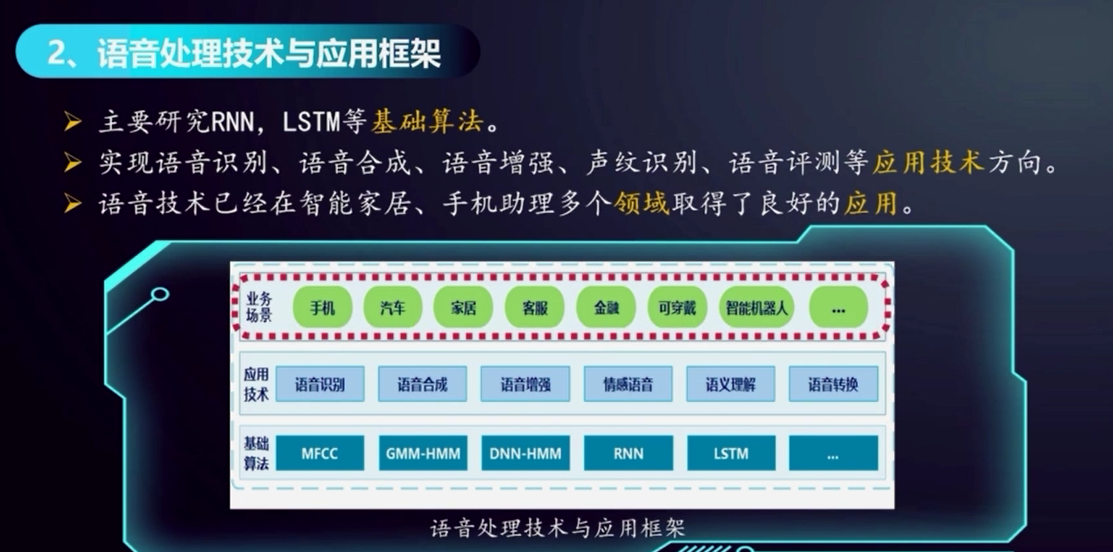 2、语音处理技术与应用框架
主要研究RNN，LSTM等基础算法。
实现语音识别、语音合成、语音增强、声纹识别、语音评测等应用技术方向。
语音技术已经在智能家居、手机助理多个领域取得了良好的应用。
业务场景 手机 汽车 家居 客服 金融 可穿戴 智能机器人 ...
应用技术 语音识别 语音合成 语音增强 情感语音 语义理解 语音转换
基础算法 MFCC GMM-HMM DNN-HMM RNN LSTM ...
语音处理技术与应用框架